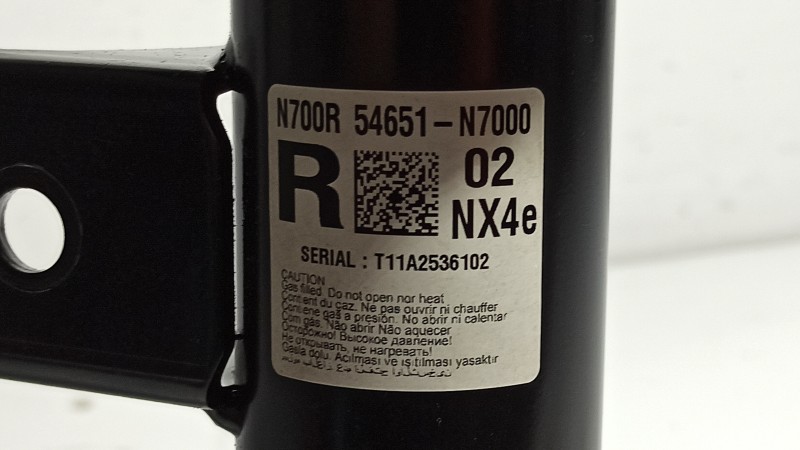 N700R 54651-N7000
R
02
NX4e
SERIAL : T11A2536102
CAUTION
Gas filled. Do not open nor heat
Contient du gaz. Ne pas ouvrir ni chauffer
Contiene gas a presión. No abrir ni calentar
Com gás. Não abrir Não aquecer
Осторожно! Высокое давление!
Не открывать, не нагревать!
Gasla dolu. Açılması ve ısıtılması yasaktır